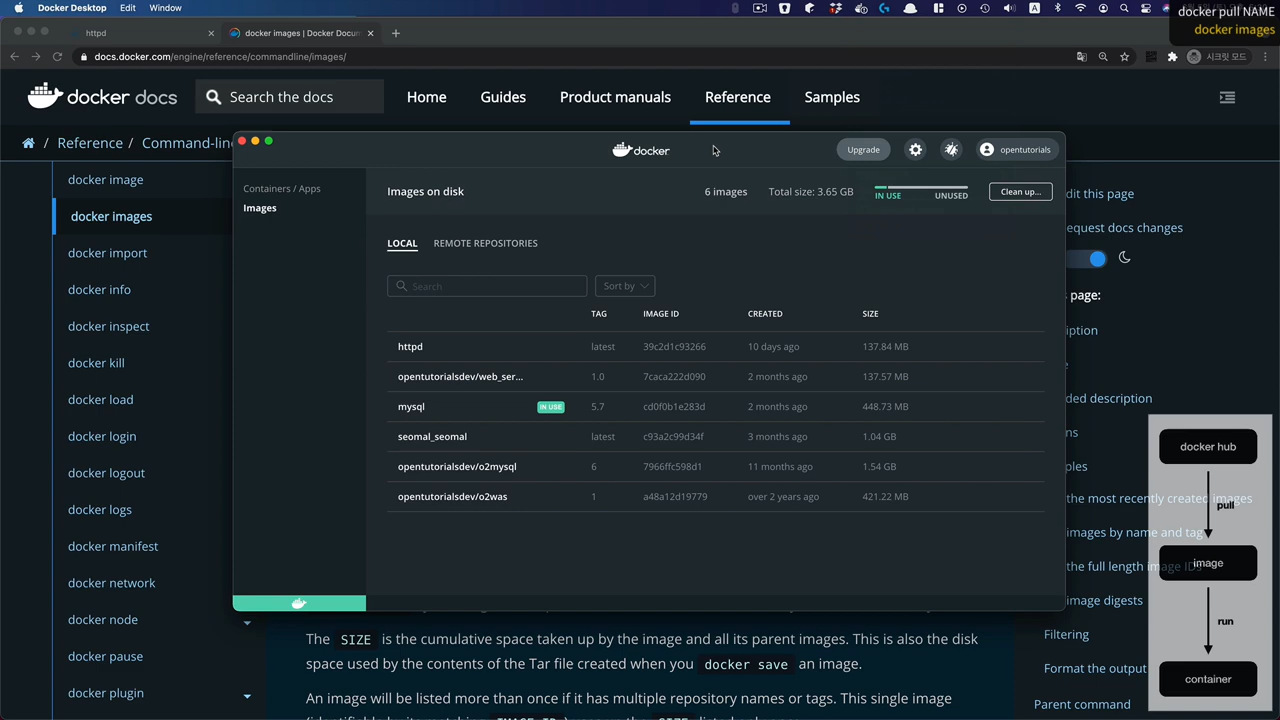 Docker Desktop Edit Window
docker pull NAME
docker images
httpd
docker images | Docker Docum
docs.docker.com/engine/reference/commandline/images/
시크릿 모드
docker docs
Search the docs
Home Guides Product manuals Reference Samples
/ Reference / Command-line
docker image
docker images
docker import
docker info
docker inspect
docker kill
docker load
docker login
docker logout
docker logs
docker manifest
docker network
docker node
docker pause
docker plugin
docker
Upgrade
opentutorials
Containers / Apps
Images
Images on disk
6 images Total size: 3.65 GB
IN USE UNUSED
Clean up...
LOCAL REMOTE REPOSITORIES
Search
Sort by
TAG IMAGE ID CREATED SIZE
httpd latest 39c2d1c93266 10 days ago 137.84 MB
opentutorialsdev/web_ser... 1.0 7caca222d090 2 months ago 137.57 MB
mysql IN USE 5.7 cd0f0b1e283d 2 months ago 448.73 MB
seomal_seomal latest c93a2c99d34f 3 months ago 1.04 GB
opentutorialsdev/o2mysql 6 7966ffc598d1 11 months ago 1.54 GB
opentutorialsdev/o2was 1 a48a12d19779 over 2 years ago 421.22 MB
The SIZE is the cumulative space taken up by the image and all its parent images. This is also the disk
space used by the contents of the Tar file created when you docker save an image.
An image will be listed more than once if it has multiple repository names or tags. This single image
dit this page
equest docs changes
page:
ription
e
ded description
ns
ples
the most recently created images
images by name and tag
the full length image IDs
image digests
Filtering
Format the output
Parent command
docker hub
pull
image
run
container